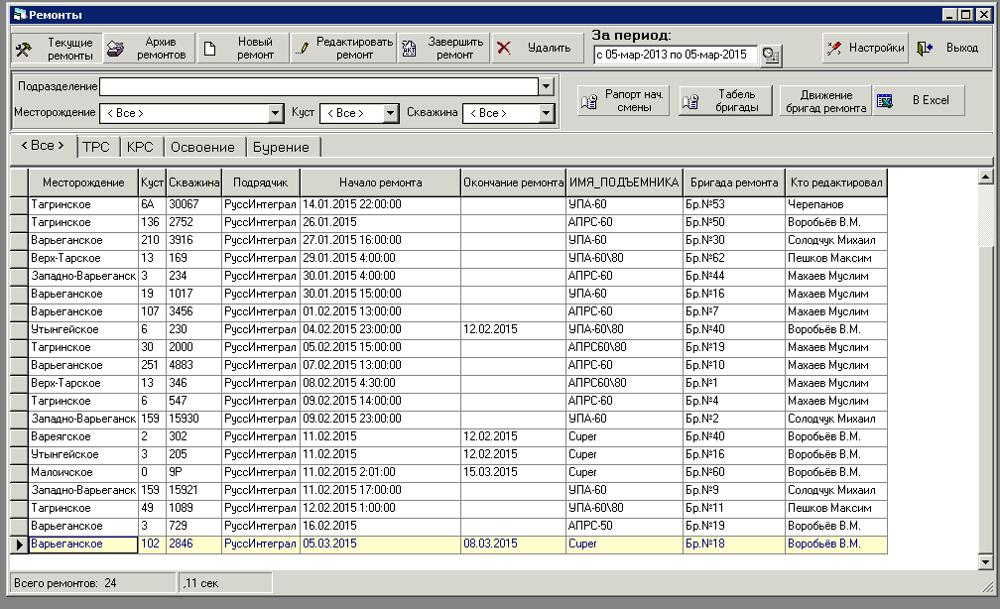 Ремонты
Текущие ремонты
Архив ремонтов
Новый ремонт
Редактировать ремонт
Завершить ремонт
Удалить
За период:
с 05-мар-2013 по 05-мар-2015
Настройки
Выход
Подразделение
Месторождение < Все > Куст < Все > Скважина < Все >
Рапорт нач. смены
Табель бригады
Движение бригад ремонта
В Excel
< Все > ТРС КРС Освоение Бурение
Месторождение Куст Скважина Подрядчик Начало ремонта Окончание ремонта ИМЯ_ПОДЪЕМНИКА Бригада ремонта Кто редактировал
Тагринское 6А 30067 РуссИнтеграл 14.01.2015 22:00:00 УПА-60 Бр.№53 Черепанов
Тагринское 136 2752 РуссИнтеграл 26.01.2015 АПРС-60 Бр.№50 Воробьёв В.М.
Варьеганское 210 3916 РуссИнтеграл 27.01.2015 16:00:00 УПА-60 Бр.№30 Солодчук Михаил
Верх-Тарское 13 169 РуссИнтеграл 29.01.2015 4:00:00 УПА-60\80 Бр.№62 Пешков Максим
Западно-Варьеганск 3 234 РуссИнтеграл 30.01.2015 4:00:00 АПРС-60 Бр.№44 Махаев Муслим
Варьеганское 19 1017 РуссИнтеграл 30.01.2015 15:00:00 УПА-60 Бр.№16 Махаев Муслим
Варьеганское 107 3456 РуссИнтеграл 01.02.2015 13:00:00 АПРС-60 Бр.№7 Махаев Муслим
Утынгейское 6 230 РуссИнтеграл 04.02.2015 23:00:00 12.02.2015 УПА-60\80 Бр.№40 Воробьёв В.М.
Тагринское 30 2000 РуссИнтеграл 05.02.2015 15:00:00 АПРС60\80 Бр.№19 Махаев Муслим
Варьеганское 251 4883 РуссИнтеграл 07.02.2015 13:00:00 АПРС-60 Бр.№10 Махаев Муслим
Верх-Тарское 13 346 РуссИнтеграл 08.02.2015 4:30:00 АПРС60\80 Бр.№1 Махаев Муслим
Тагринское 6 547 РуссИнтеграл 09.02.2015 14:00:00 АПРС-60 Бр.№4 Махаев Муслим
Западно-Варьеганск 159 15930 РуссИнтеграл 09.02.2015 23:00:00 УПА-60 Бр.№2 Солодчук Михаил
Вареягское 2 302 РуссИнтеграл 11.02.2015 12.02.2015 Cuper Бр.№40 Воробьёв В.М.
Утынгейское 3 205 РуссИнтеграл 11.02.2015 12.02.2015 Cuper Бр.№16 Воробьёв В.М.
Малоичское 0 9Р РуссИнтеграл 11.02.2015 2:01:00 15.03.2015 Cuper Бр.№60 Воробьёв В.М.
Западно-Варьеганск 159 15921 РуссИнтеграл 11.02.2015 17:00:00 УПА-60 Бр.№9 Солодчук Михаил
Тагринское 49 1089 РуссИнтеграл 12.02.2015 1:00:00 УПА-60\80 Бр.№11 Пешков Максим
Варьеганское 3 729 РуссИнтеграл 16.02.2015 АПРС-50 Бр.№19 Воробьёв В.М.
Варьеганское 102 2846 РуссИнтеграл 05.03.2015 08.03.2015 Cuper Бр.№18 Воробьёв В.М.
Всего ремонтов: 24 ,11 сек